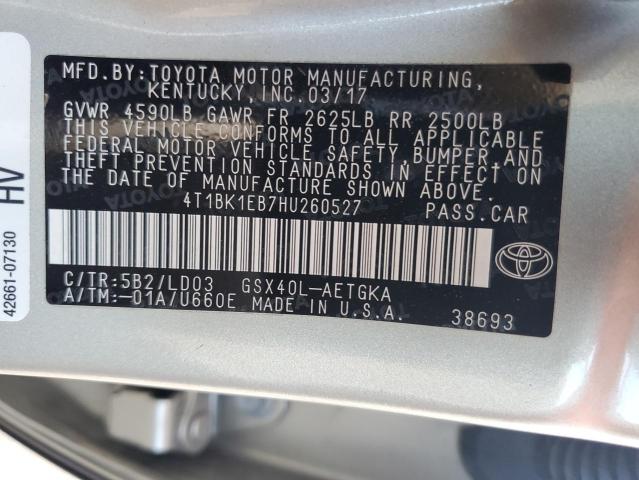 MFD.BY:TOYOTA MOTOR MANUFACTURING,
KENTUCKY,INC.03/17
GVWR 4590LB GAWR FR 2625LB RR 2500LB
THIS VEHICLE CONFORMS TO ALL APPLICABLE
FEDERAL MOTOR VEHICLE SAFETY,BUMPER,AND
THEFT PREVENTION STANDARDS IN EFFECT ON
THE DATE OF MANUFACTURE SHOWN ABOVE.
4T1BK1EB7HU260527 PASS.CAR
C/TR:5B2/LD03 GSX40L-AETGKA
A/TM:-01A/U660E MADE IN U.S.A.
38693
42661-07130 HV